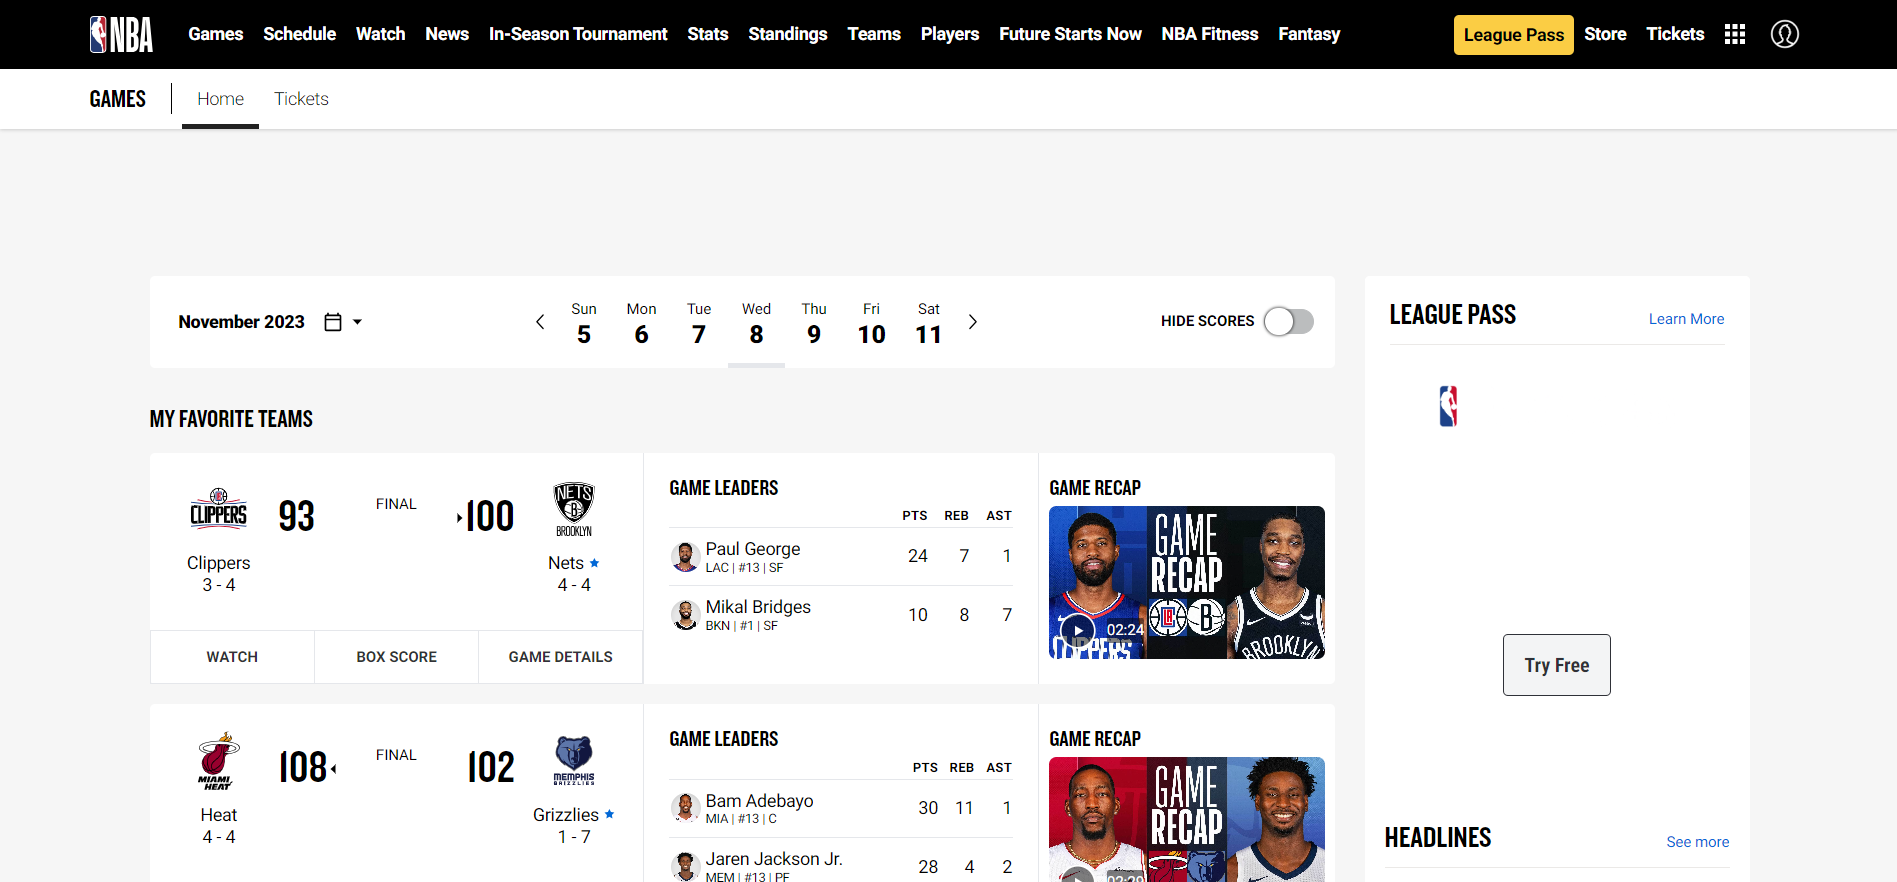 NBA Games Schedule Watch News In-Season Tournament Stats Standings Teams Players Future Starts Now NBA Fitness Fantasy League Pass Store Tickets
GAMES Home Tickets
November 2023
Sun Mon Tue Wed Thu Fri Sat
5 6 7 8 9 10 11
HIDE SCORES
MY FAVORITE TEAMS
CLIPPERS 93 FINAL 100 NETS B BROOKLYN
Clippers Nets
3 - 4 4 - 4
WATCH BOX SCORE GAME DETAILS
GAME LEADERS
PTS REB AST
Paul George 24 7 1
LAC | #13 | SF
Mikal Bridges 10 8 7
BKN | #1 | SF
GAME RECAP
GAME
RECAP
02:24
CLIPPERS
BROOKLYN
MIAMI HEAT 108 FINAL 102 MEMPHIS GRIZZLIES
Heat Grizzlies
4 - 4 1 - 7
GAME LEADERS
PTS REB AST
Bam Adebayo 30 11 1
MIA | #13 | C
Jaren Jackson Jr. 28 4 2
MEM | #13 | PF
GAME RECAP
GAME
RECAP
LEAGUE PASS Learn More
Try Free
HEADLINES See more